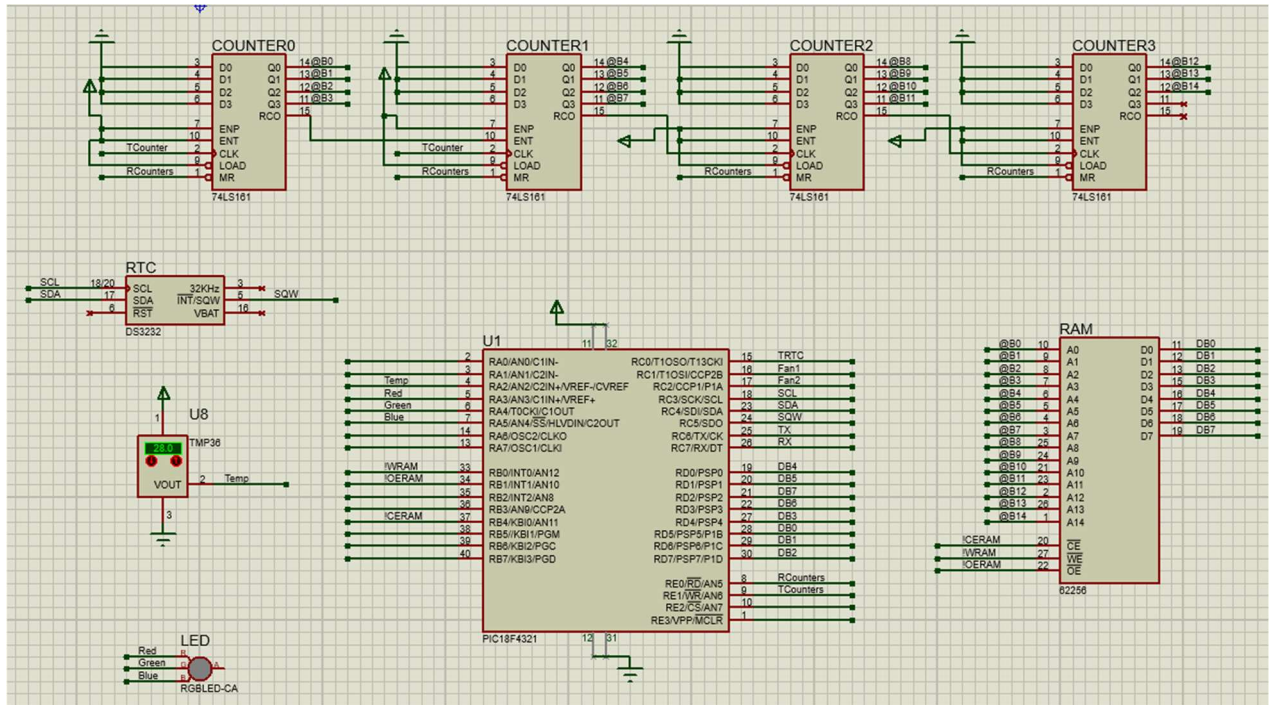 COUNTER0
3 D0 Q0 14 @B0
4 D1 Q1 13 @B1
5 D2 Q2 12 @B2
6 D3 Q3 11 @B3
RCO 15
7 ENP
10 ENT
TCounter 2 CLK
9 LOAD
RCounters 1 MR
74LS161
COUNTER1
3 D0 Q0 14 @B4
4 D1 Q1 13 @B5
5 D2 Q2 12 @B6
6 D3 Q3 11 @B7
RCO 15
7 ENP
10 ENT
TCounter 2 CLK
9 LOAD
RCounters 1 MR
74LS161
COUNTER2
3 D0 Q0 14 @B8
4 D1 Q1 13 @B9
5 D2 Q2 12 @B10
6 D3 Q3 11 @B11
RCO 15
7 ENP
10 ENT
2 CLK
9 LOAD
RCounters 1 MR
74LS161
COUNTER3
3 D0 Q0 14 @B12
4 D1 Q1 13 @B13
5 D2 Q2 12 @B14
6 D3 Q3 11
RCO 15
7 ENP
10 ENT
2 CLK
9 LOAD
RCounters 1 MR
74LS161
RTC
SCL 18/20 SCL 32KHz 3
SDA 17 SDA INT/SQW 5 SQW
6 RST VBAT 16
DS3232
U8
1
TMP36
28.0
VOUT 2 Temp
3
LED
Red R
Green G A
Blue B
RGBLED-CA
U1
11 32
2 RA0/AN0/C1IN- RC0/T1OSO/T13CKI 15 TRTC
3 RA1/AN1/C2IN- RC1/T1OSI/CCP2B 16 Fan1
Temp 4 RA2/AN2/C2IN+/VREF-/CVREF RC2/CCP1/P1A 17 Fan2
Red 5 RA3/AN3/C1IN+/VREF+ RC3/SCK/SCL 18 SCL
Green 6 RA4/T0CKI/C1OUT RC4/SDI/SDA 23 SDA
Blue 7 RA5/AN4/SS/HLVDIN/C2OUT RC5/SDO 24 SQW
14 RA6/OSC2/CLKO RC6/TX/CK 25 TX
13 RA7/OSC1/CLKI RC7/RX/DT 26 RX
!WRAM 33 RB0/INT0/AN12 RD0/PSP0 19 DB4
!OERAM 34 RB1/INT1/AN10 RD1/PSP1 20 DB5
35 RB2/INT2/AN8 RD2/PSP2 21 DB7
36 RB3/AN9/CCP2A RD3/PSP3 22 DB6
!CERAM 37 RB4/KBI0/AN11 RD4/PSP4 27 DB3
38 RB5//KBI1/PGM RD5/PSP5/P1B 28 DB0
39 RB6/KBI2/PGC RD6/PSP6/P1C 29 DB1
40 RB7/KBI3/PGD RD7/PSP7/P1D 30 DB2
RE0/RD/AN5 8 RCounters
RE1/WR/AN6 9 TCounters
RE2/CS/AN7 10
RE3/VPP/MCLR 1
PIC18F4321
12 31
RAM
@B0 10 A0 D0 11 DB0
@B1 9 A1 D1 12 DB1
@B2 8 A2 D2 13 DB2
@B3 7 A3 D3 15 DB3
@B4 6 A4 D4 16 DB4
@B5 5 A5 D5 17 DB5
@B6 4 A6 D6 18 DB6
@B7 3 A7 D7 19 DB7
@B8 25 A8
@B9 24 A9
@B10 21 A10
@B11 23 A11
@B12 2 A12
@B13 26 A13
@B14 1 A14
!CERAM 20 CE
!WRAM 27 WE
!OERAM 22 OE
62256